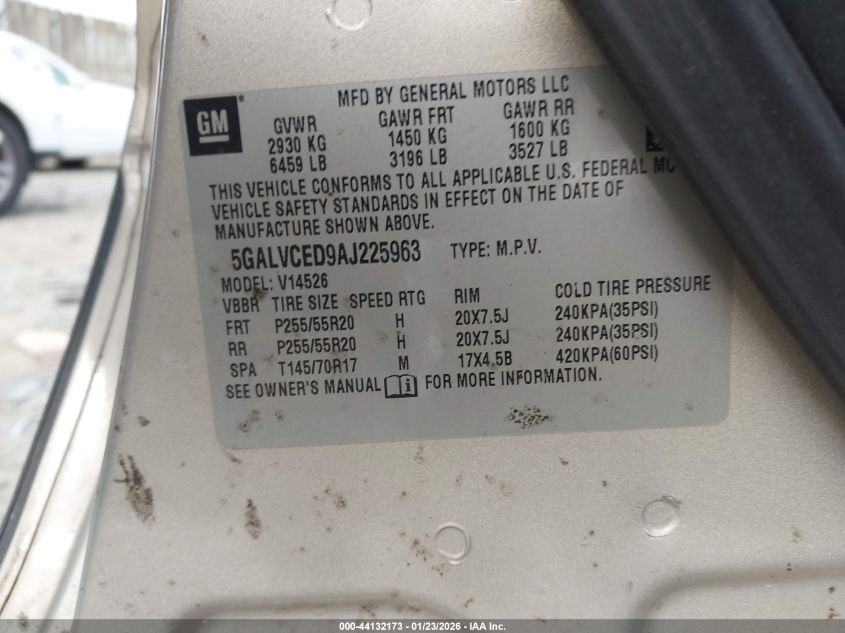 GM ®
MFD BY GENERAL MOTORS LLC
GVWR GAWR FRT GAWR RR
2930 KG 1450 KG 1600 KG
6459 LB 3196 LB 3527 LB
THIS VEHICLE CONFORMS TO ALL APPLICABLE U.S. FEDERAL
VEHICLE SAFETY STANDARDS IN EFFECT ON THE DATE OF
MANUFACTURE SHOWN ABOVE.
5GALVCED9AJ225963 TYPE: M.P.V.
MODEL: V14526
VBBR TIRE SIZE SPEED RTG RIM COLD TIRE PRESSURE
FRT P255/55R20 H 20X7.5J 240KPA(35PSI)
RR P255/55R20 H 20X7.5J 240KPA(35PSI)
SPA T145/70R17 M 17X4.5B 420KPA(60PSI)
SEE OWNER'S MANUAL FOR MORE INFORMATION.
000-44132173 - 01/23/2026 - IAA Inc.